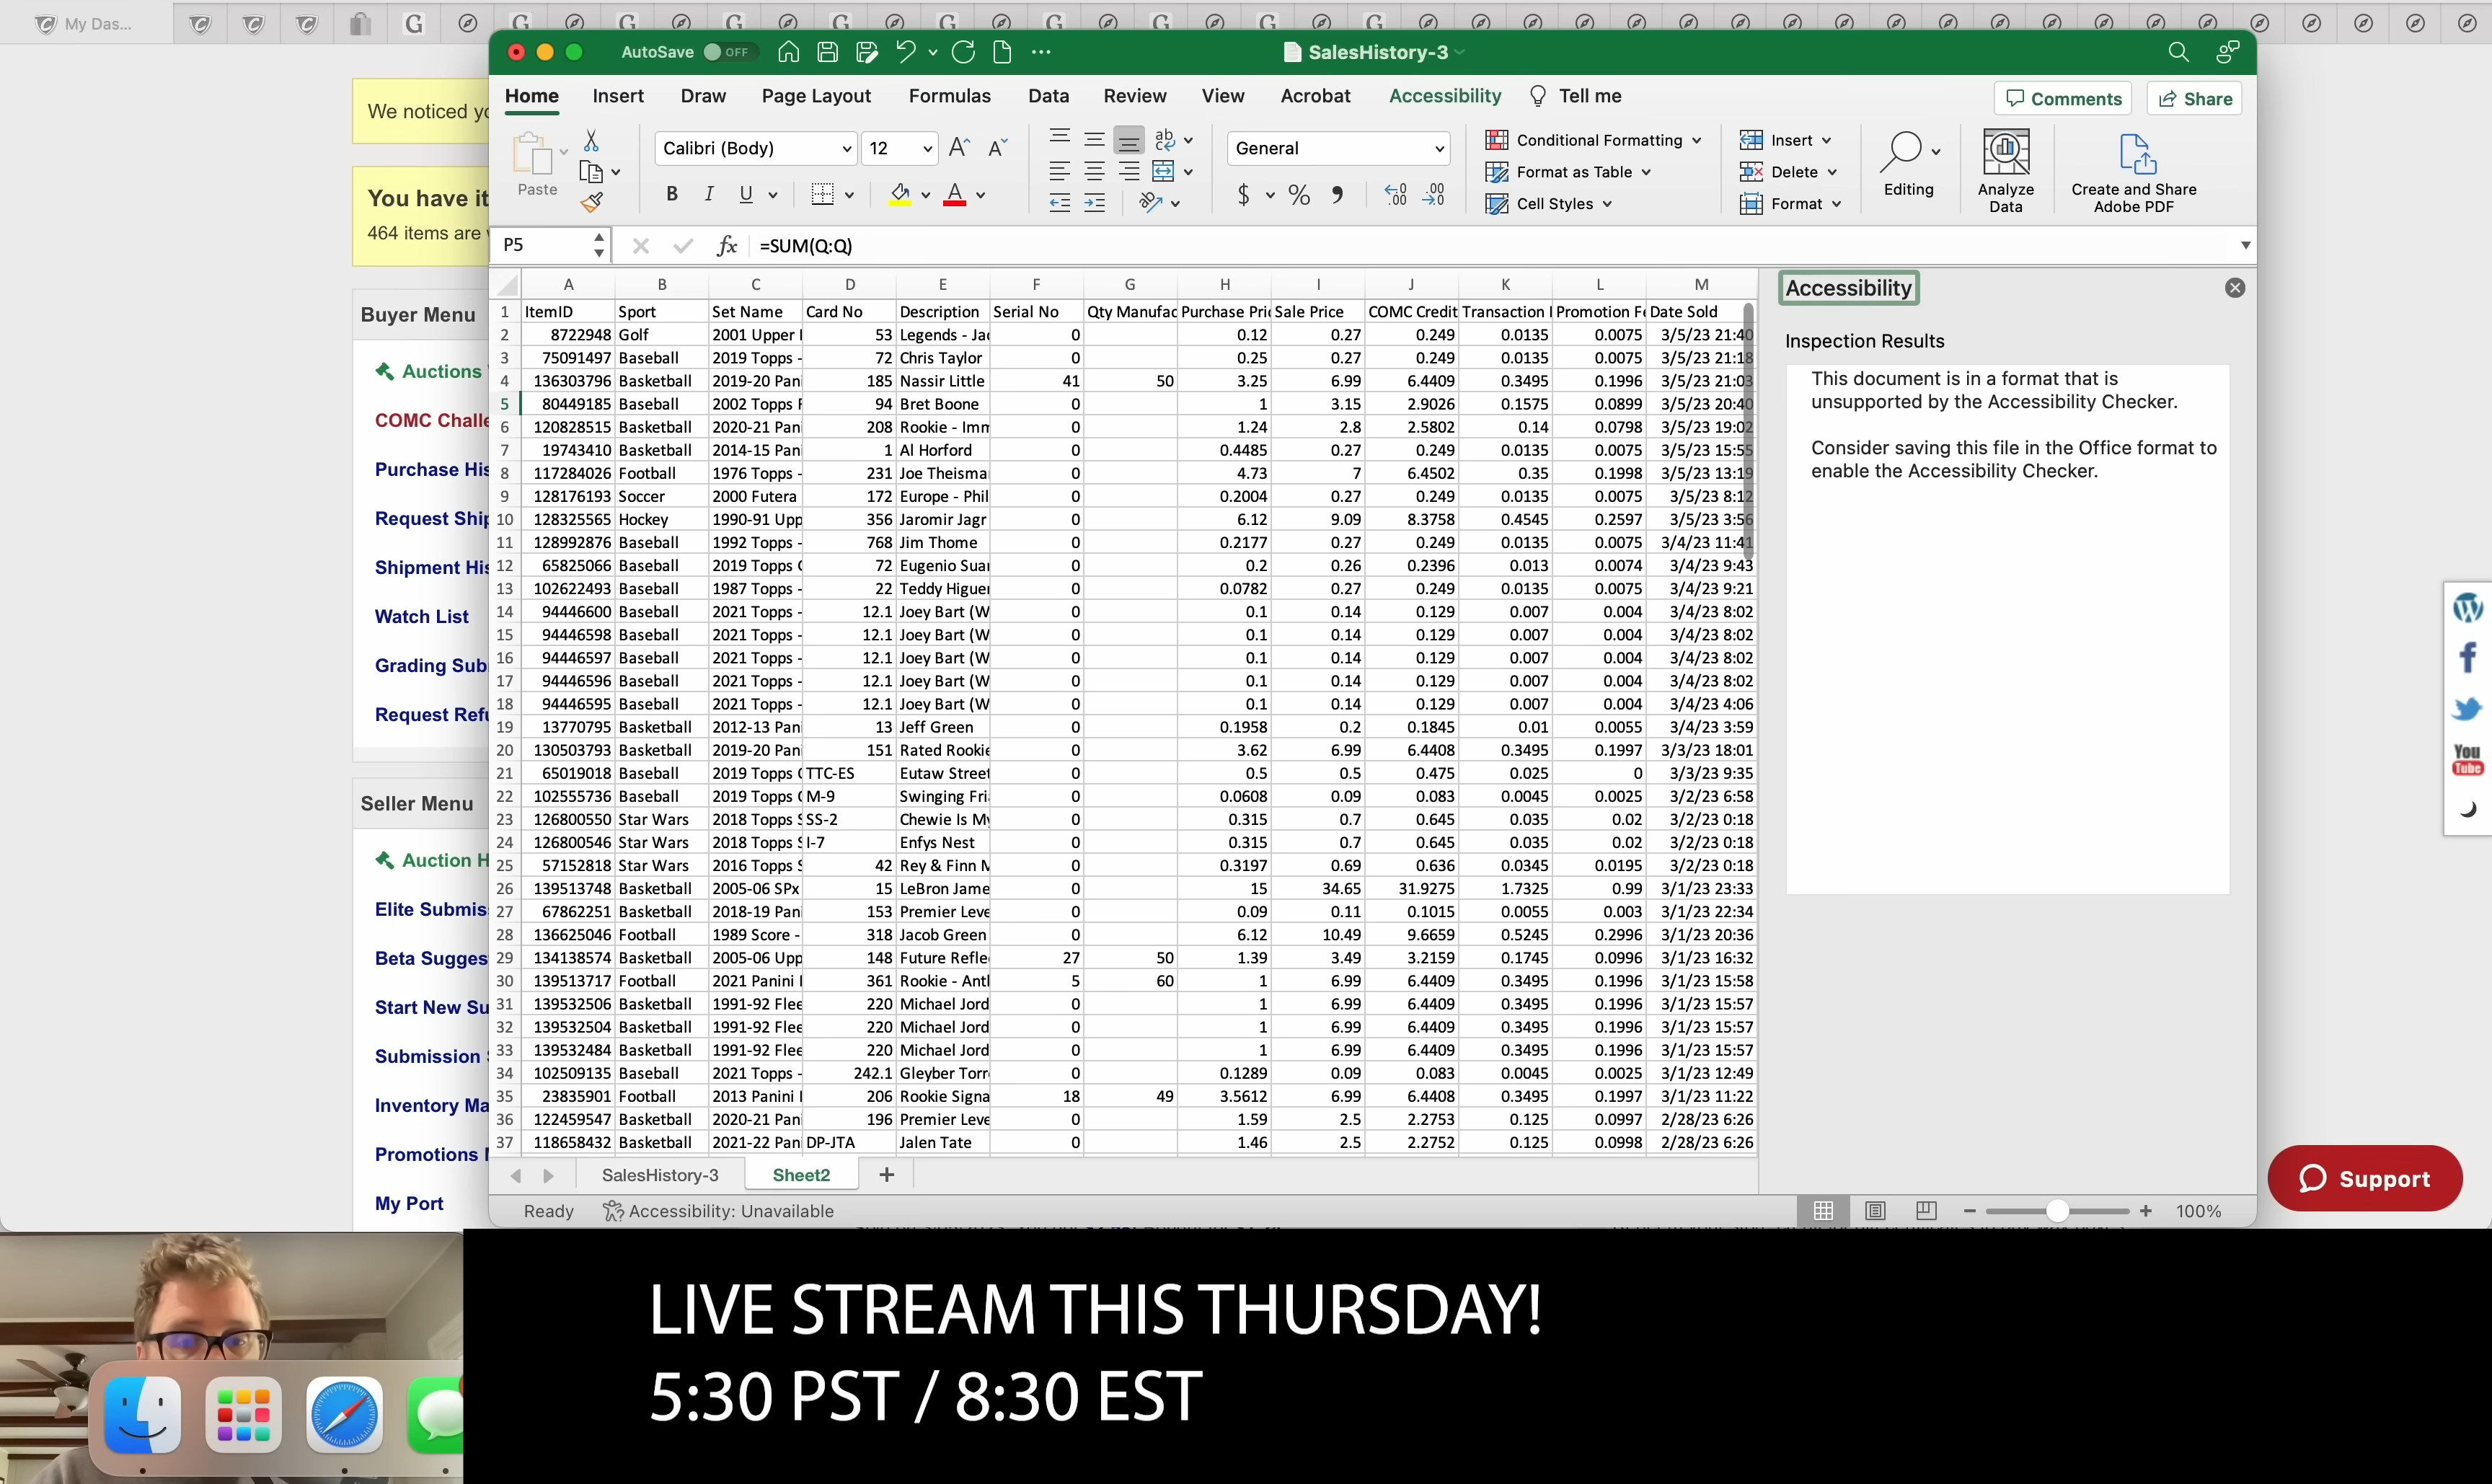 My Das...
AutoSave OFF
SalesHistory-3
Home Insert Draw Page Layout Formulas Data Review View Acrobat Accessibility Tell me
Comments Share
Paste
Calibri (Body) 12
General
Conditional Formatting
Format as Table
Cell Styles
Insert
Delete
Format
Editing
Analyze Data
Create and Share Adobe PDF
P5 fx =SUM(Q:Q)
We noticed yo
You have it
464 items are
Buyer Menu
Auctions
COMC Challe
Purchase His
Request Ship
Shipment His
Watch List
Grading Sub
Request Refu
Seller Menu
Auction H
Elite Submis
Beta Sugges
Start New Su
Submission
Inventory Ma
Promotions
My Port
A B C D E F G H I J K L M
1 ItemID Sport Set Name Card No Description Serial No Qty Manufac Purchase Pri Sale Price COMC Credit Transaction Promotion Fe Date Sold
2 8722948 Golf 2001 Upper 53 Legends - Jac 0 0.12 0.27 0.249 0.0135 0.0075 3/5/23 21:40
3 75091497 Baseball 2019 Topps - 72 Chris Taylor 0 0.25 0.27 0.249 0.0135 0.0075 3/5/23 21:18
4 136303796 Basketball 2019-20 Pani 185 Nassir Little 41 50 3.25 6.99 6.4409 0.3495 0.1996 3/5/23 21:03
5 80449185 Baseball 2002 Topps 94 Bret Boone 0 1 3.15 2.9026 0.1575 0.0899 3/5/23 20:40
6 120828515 Basketball 2020-21 Pan 208 Rookie - Imm 0 1.24 2.8 2.5802 0.14 0.0798 3/5/23 19:02
7 19743410 Basketball 2014-15 Pan 1 Al Horford 0 0.4485 0.27 0.249 0.0135 0.0075 3/5/23 15:55
8 117284026 Football 1976 Topps - 231 Joe Theisma 0 4.73 7 6.4502 0.35 0.1998 3/5/23 13:19
9 128176193 Soccer 2000 Futera 172 Europe - Phil 0 0.2004 0.27 0.249 0.0135 0.0075 3/5/23 8:12
10 128325565 Hockey 1990-91 Upp 356 Jaromir Jagr 0 6.12 9.09 8.3758 0.4545 0.2597 3/5/23 3:56
11 128992876 Baseball 1992 Topps - 768 Jim Thome 0 0.2177 0.27 0.249 0.0135 0.0075 3/4/23 11:41
12 65825066 Baseball 2019 Topps 72 Eugenio Suar 0 0.2 0.26 0.2396 0.013 0.0074 3/4/23 9:43
13 102622493 Baseball 1987 Topps - 22 Teddy Higuer 0 0.0782 0.27 0.249 0.0135 0.0075 3/4/23 9:21
14 94446600 Baseball 2021 Topps - 12.1 Joey Bart (W 0 0.1 0.14 0.129 0.007 0.004 3/4/23 8:02
15 94446598 Baseball 2021 Topps - 12.1 Joey Bart (W 0 0.1 0.14 0.129 0.007 0.004 3/4/23 8:02
16 94446597 Baseball 2021 Topps - 12.1 Joey Bart (W 0 0.1 0.14 0.129 0.007 0.004 3/4/23 8:02
17 94446596 Baseball 2021 Topps - 12.1 Joey Bart (W 0 0.1 0.14 0.129 0.007 0.004 3/4/23 8:02
18 94446595 Baseball 2021 Topps - 12.1 Joey Bart (W 0 0.1 0.14 0.129 0.007 0.004 3/4/23 4:06
19 13770795 Basketball 2012-13 Pan 13 Jeff Green 0 0.1958 0.2 0.1845 0.01 0.0055 3/4/23 3:59
20 130503793 Basketball 2019-20 Pan 151 Rated Rookie 0 3.62 6.99 6.4408 0.3495 0.1997 3/3/23 18:01
21 65019018 Baseball 2019 Topps TTC-ES Eutaw Street 0 0.5 0.5 0.475 0.025 0 3/3/23 9:35
22 102555736 Baseball 2019 Topps M-9 Swinging Fri 0 0.0608 0.09 0.083 0.0045 0.0025 3/2/23 6:58
23 126800550 Star Wars 2018 Topps SS-2 Chewie Is My 0 0.315 0.7 0.645 0.035 0.02 3/2/23 0:18
24 126800546 Star Wars 2018 Topps I-7 Enfys Nest 0 0.315 0.7 0.645 0.035 0.02 3/2/23 0:18
25 57152818 Star Wars 2016 Topps 42 Rey & Finn 0 0.3197 0.69 0.636 0.0345 0.0195 3/2/23 0:18
26 139513748 Basketball 2005-06 SPx 15 LeBron Jame 0 15 34.65 31.9275 1.7325 0.99 3/1/23 23:33
27 67862251 Basketball 2018-19 Pan 153 Premier Leve 0 0.09 0.11 0.1015 0.0055 0.003 3/1/23 22:34
28 136625046 Football 1989 Score - 318 Jacob Green 0 6.12 10.49 9.6659 0.5245 0.2996 3/1/23 20:36
29 134138574 Basketball 2005-06 Upp 148 Future Refle 27 50 1.39 3.49 3.2159 0.1745 0.0996 3/1/23 16:32
30 139513717 Football 2021 Panini 361 Rookie - Antl 5 60 1 6.99 6.4409 0.3495 0.1996 3/1/23 15:58
31 139532506 Basketball 1991-92 Flee 220 Michael Jord 0 1 6.99 6.4409 0.3495 0.1996 3/1/23 15:57
32 139532504 Basketball 1991-92 Flee 220 Michael Jord 0 1 6.99 6.4409 0.3495 0.1996 3/1/23 15:57
33 139532484 Basketball 1991-92 Flee 220 Michael Jord 0 1 6.99 6.4409 0.3495 0.1996 3/1/23 15:57
34 102509135 Baseball 2021 Topps - 242.1 Gleyber Torr 0 0.1289 0.09 0.083 0.0045 0.0025 3/1/23 12:49
35 23835901 Football 2013 Panini 206 Rookie Signa 18 49 3.5612 6.99 6.4408 0.3495 0.1997 3/1/23 11:22
36 122459547 Basketball 2020-21 Pan 196 Premier Leve 0 1.59 2.5 2.2753 0.125 0.0997 2/28/23 6:26
37 118658432 Basketball 2021-22 Pan DP-JTA Jalen Tate 0 1.46 2.5 2.2752 0.125 0.0998 2/28/23 6:26
Accessibility
Inspection Results
This document is in a format that is
unsupported by the Accessibility Checker.
Consider saving this file in the Office format to
enable the Accessibility Checker.
You
Tube
Support
SalesHistory-3 Sheet2
Ready Accessibility: Unavailable 100%
LIVE STREAM THIS THURSDAY!
5:30 PST / 8:30 EST